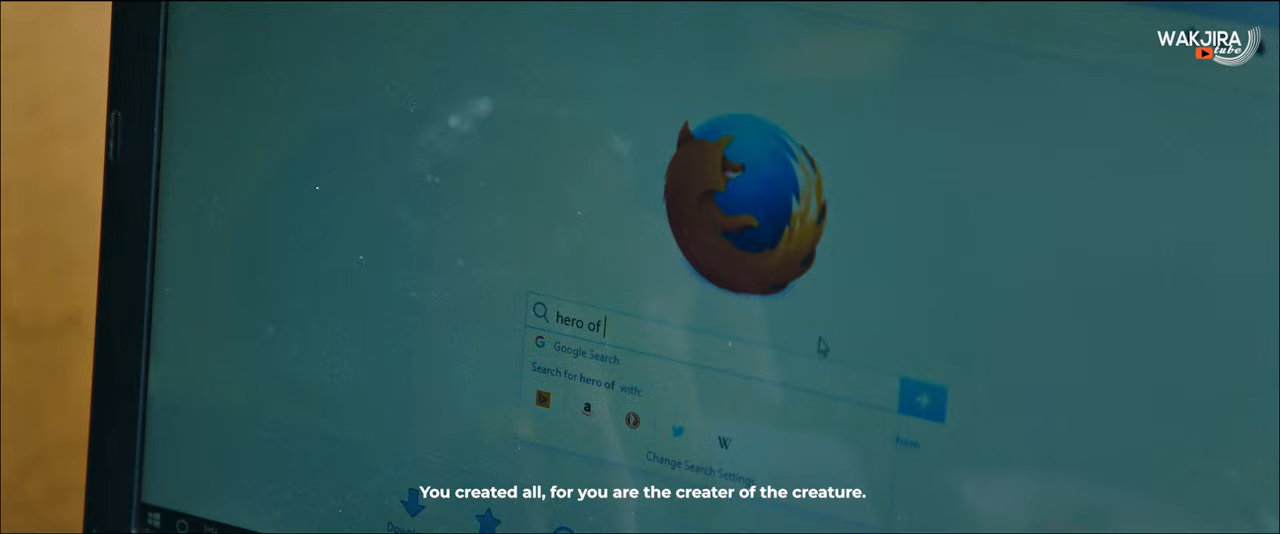 WAKJIRA
tube
hero of
Google Search
Search for hero of with:
a
W
Change Search Settings
You created all, for you are the creater of the creature.